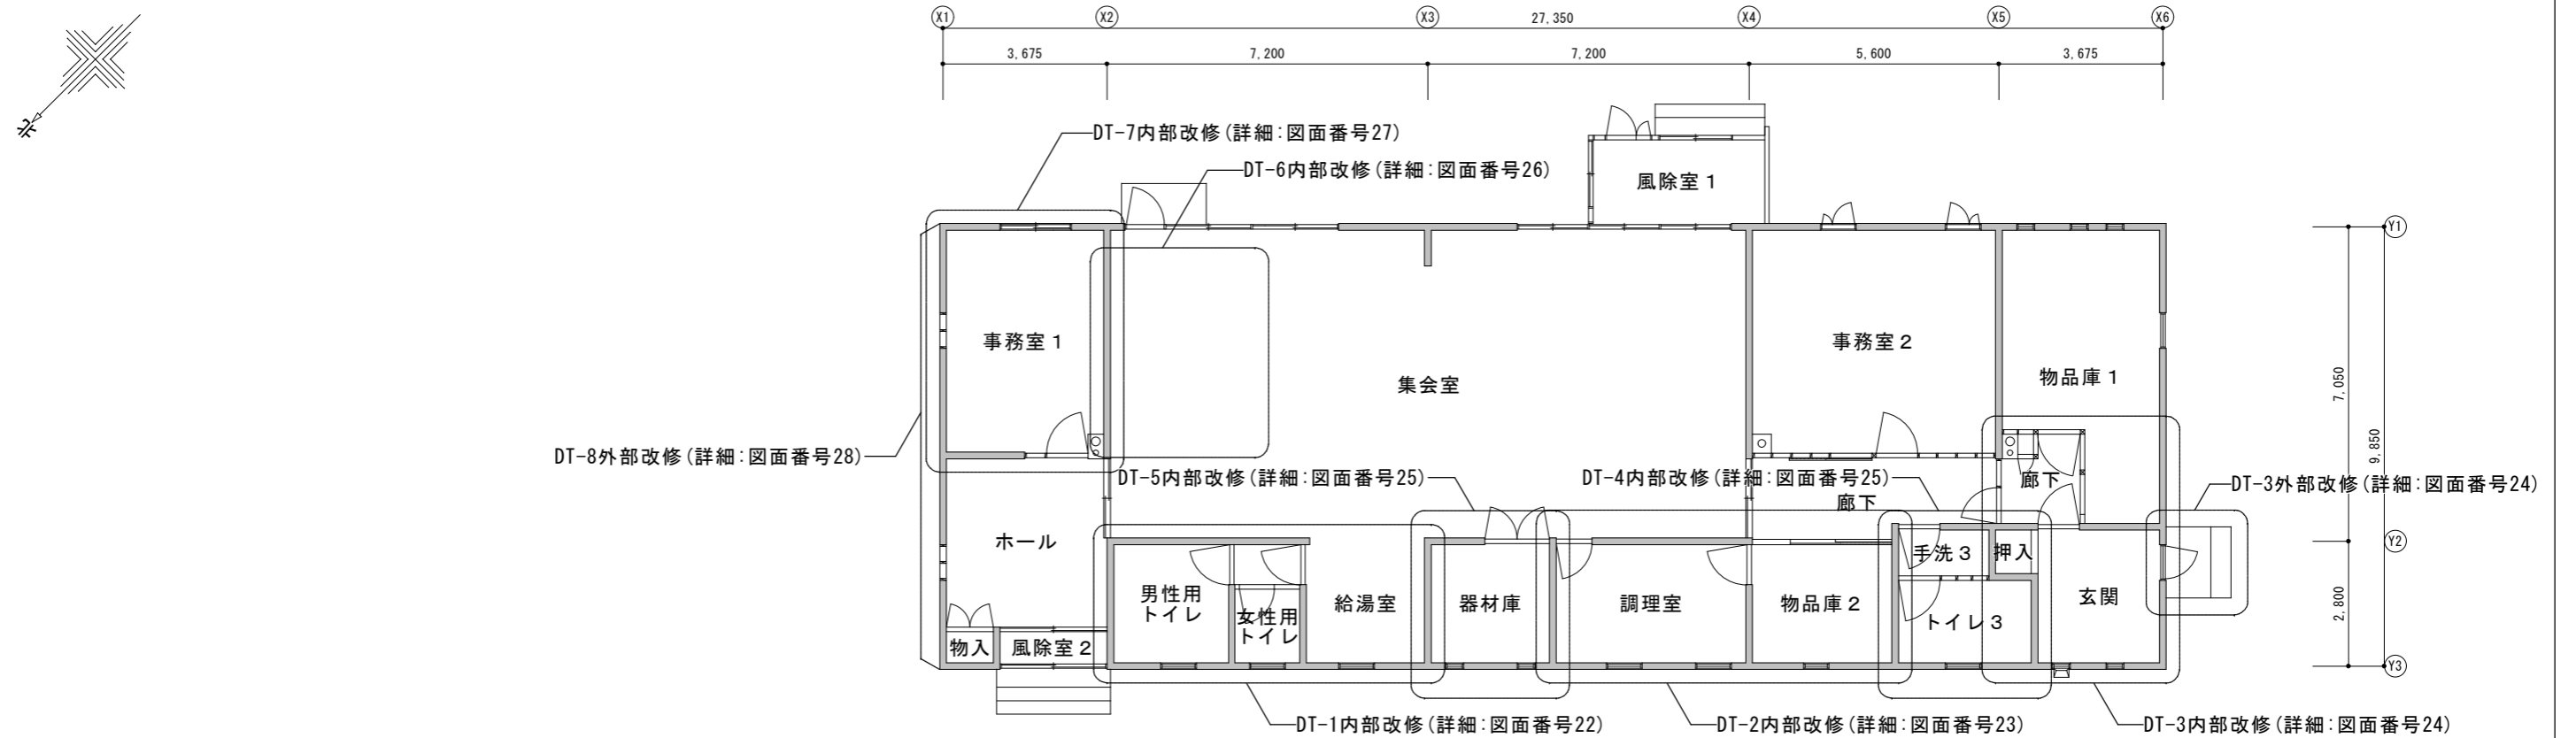 X1
X2
X3
27,350
X4
X5
X6
3,675
7,200
7,200
5,600
3,675
北
DT-7内部改修(詳細:図面番号27)
DT-6内部改修(詳細:図面番号26)
風除室1
Y1
事務室1
事務室2
集会室
物品庫1
7,050
9,850
DT-8外部改修(詳細:図面番号28)
DT-5内部改修(詳細:図面番号25)
DT-4内部改修(詳細:図面番号25)
廊下
廊下
DT-3外部改修(詳細:図面番号24)
ホール
手洗3
押入
Y2
男性用
トイレ
女性用
トイレ
給湯室
器材庫
調理室
物品庫2
トイレ3
玄関
2,800
物入
風除室2
Y3
DT-1内部改修(詳細:図面番号22)
DT-2内部改修(詳細:図面番号23)
DT-3内部改修(詳細:図面番号24)